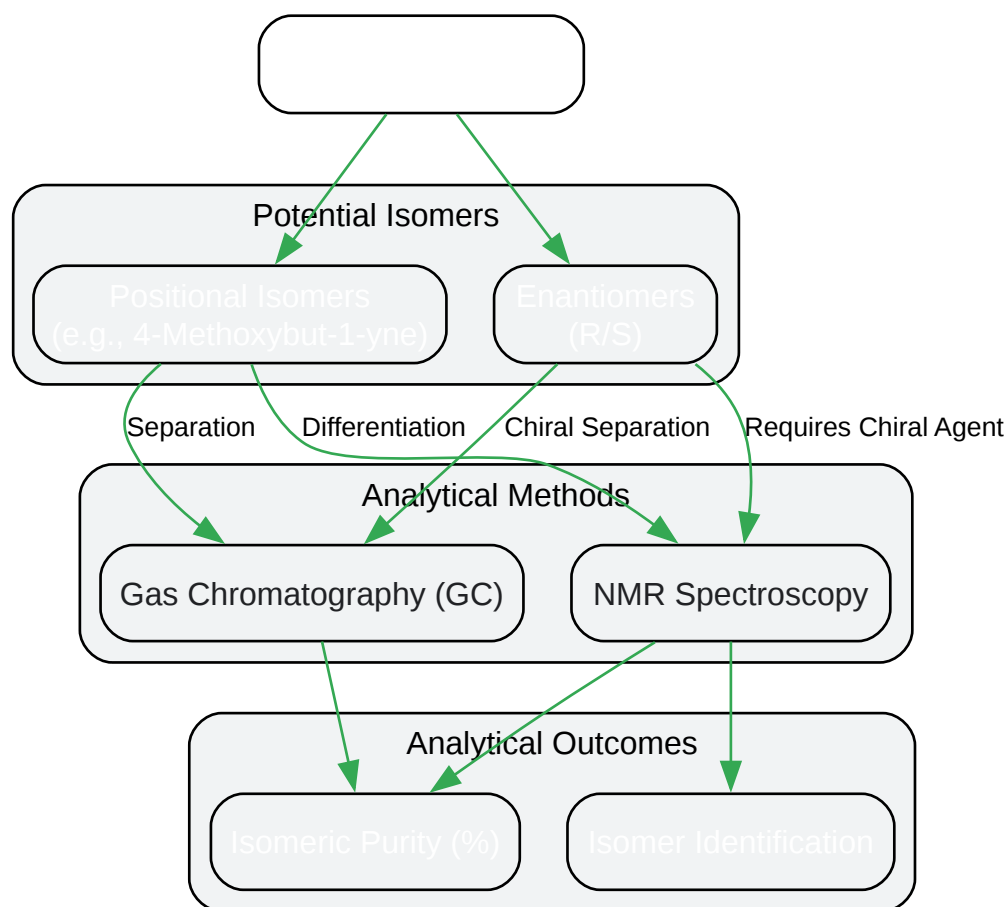 Potential Isomers
Positional Isomers
(e.g., 4-Methoxybut-1-yne)
Enantiomers
(R/S)
Separation
Differentiation
Chiral Separation
Requires Chiral Agent
Analytical Methods
Gas Chromatography (GC)
NMR Spectroscopy
Analytical Outcomes
Isomeric Purity (%)
Isomer Identification